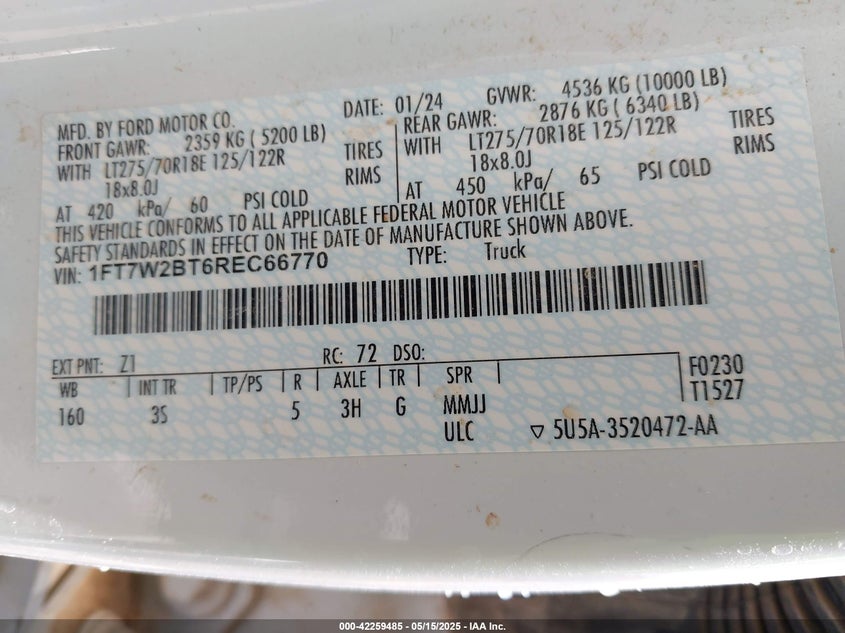 MFD. BY FORD MOTOR CO.
DATE: 01/24
GVWR: 4536 KG (10000 LB)
FRONT GAWR: 2359 KG ( 5200 LB)
WITH LT275/70R18E 125/122R TIRES
18x8.0J RIMS
AT 420 kPa/ 60 PSI COLD
REAR GAWR: 2876 KG ( 6340 LB)
WITH LT275/70R18E 125/122R TIRES
18x8.0J RIMS
AT 450 kPa/ 65 PSI COLD
THIS VEHICLE CONFORMS TO ALL APPLICABLE FEDERAL MOTOR VEHICLE
SAFETY STANDARDS IN EFFECT ON THE DATE OF MANUFACTURE SHOWN ABOVE.
VIN: 1FT7W2BT6REC66770 TYPE: Truck
EXT PNT: Z1 RC: 72 DSO:
WB INT TR TP/PS R AXLE TR SPR
160 3S 5 3H G MMJJ
ULC
F0230
T1527
▽ 5U5A-3520472-AA
000-42259485 - 05/15/2025 - IAA Inc.